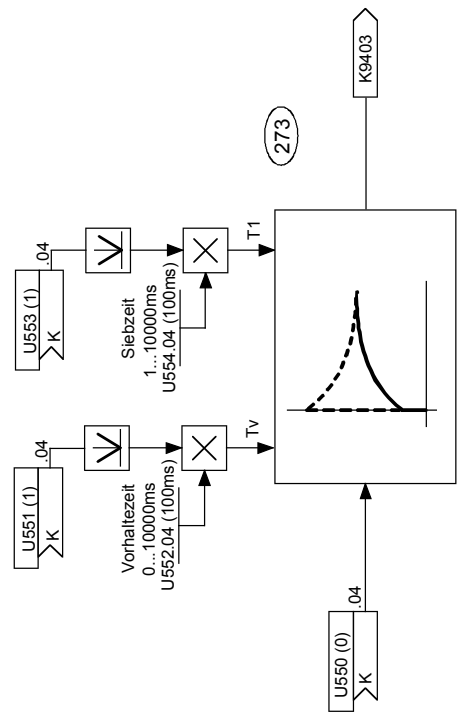 U553 (1)
K
.04
Siebzeit
1...10000ms
U554.04 (100ms)
T1
273
K9403
U551 (1)
K
.04
Vorhaltezeit
0...10000ms
U552.04 (100ms)
Tv
U550 (0)
K
.04